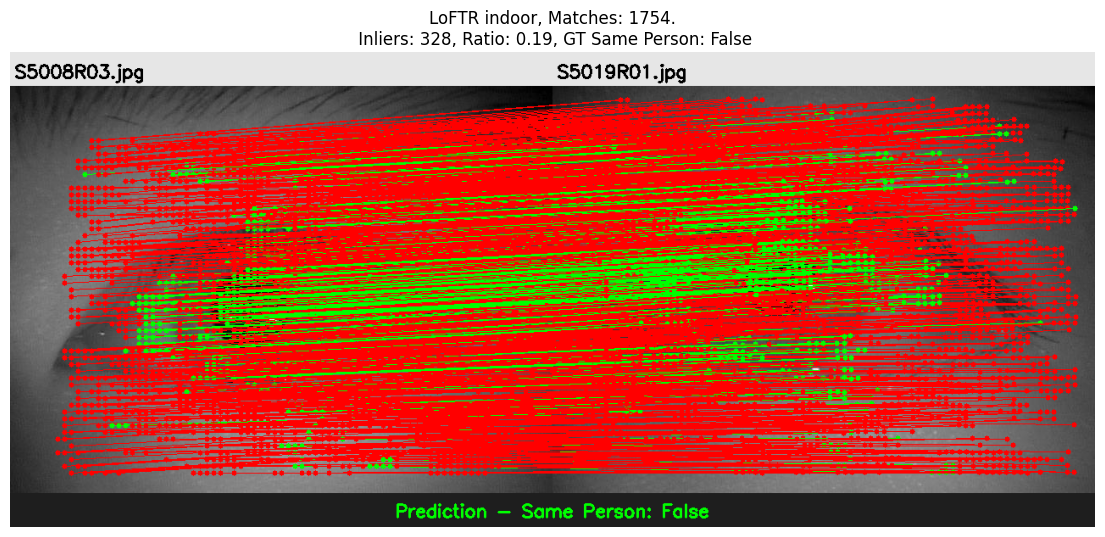 LoFTR indoor, Matches: 1754.
Inliers: 328, Ratio: 0.19, GT Same Person: False
S5008R03.jpg
S5019R01.jpg
Prediction - Same Person: False